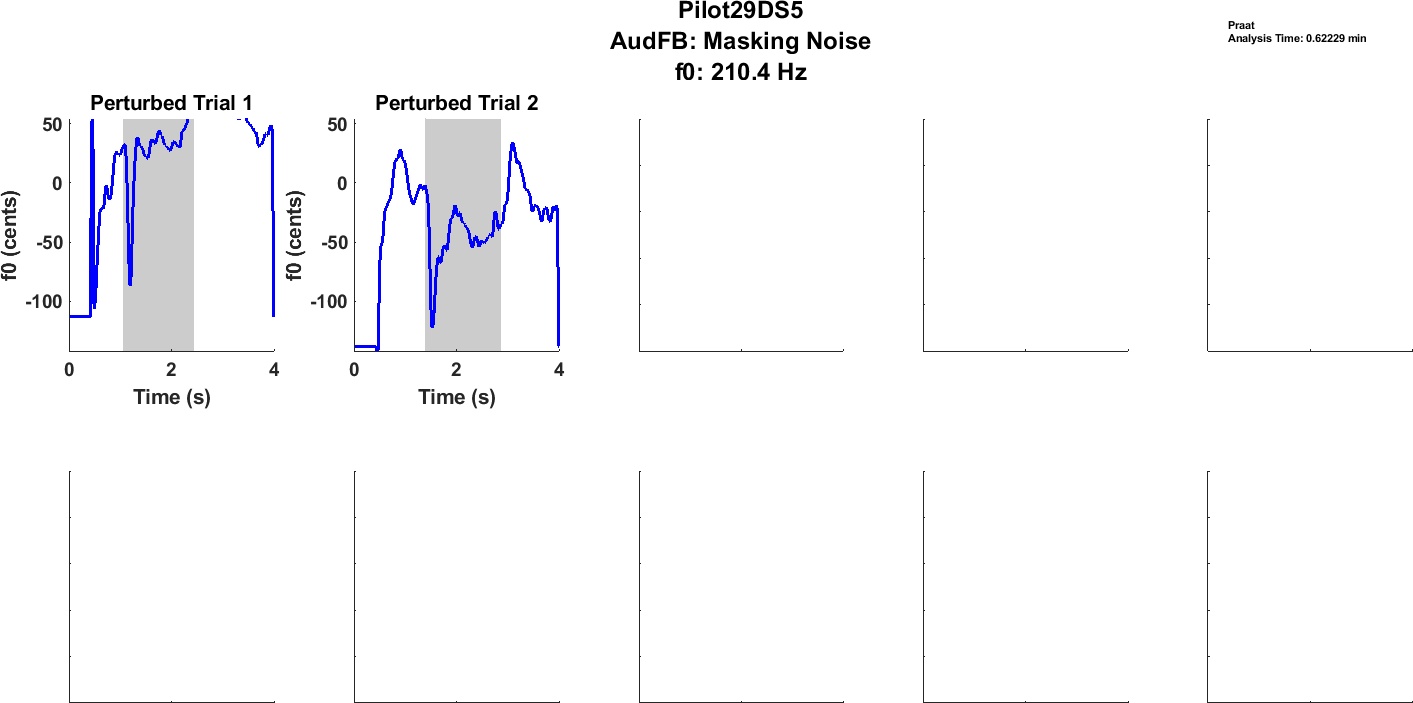 Pilot29DS5
AudFB: Masking Noise
f0: 210.4 Hz
Praat
Analysis Time: 0.62229 min
Perturbed Trial 1
50
0
-50
-100
f0 (cents)
0 2 4
Time (s)
Perturbed Trial 2
50
0
-50
-100
f0 (cents)
0 2 4
Time (s)